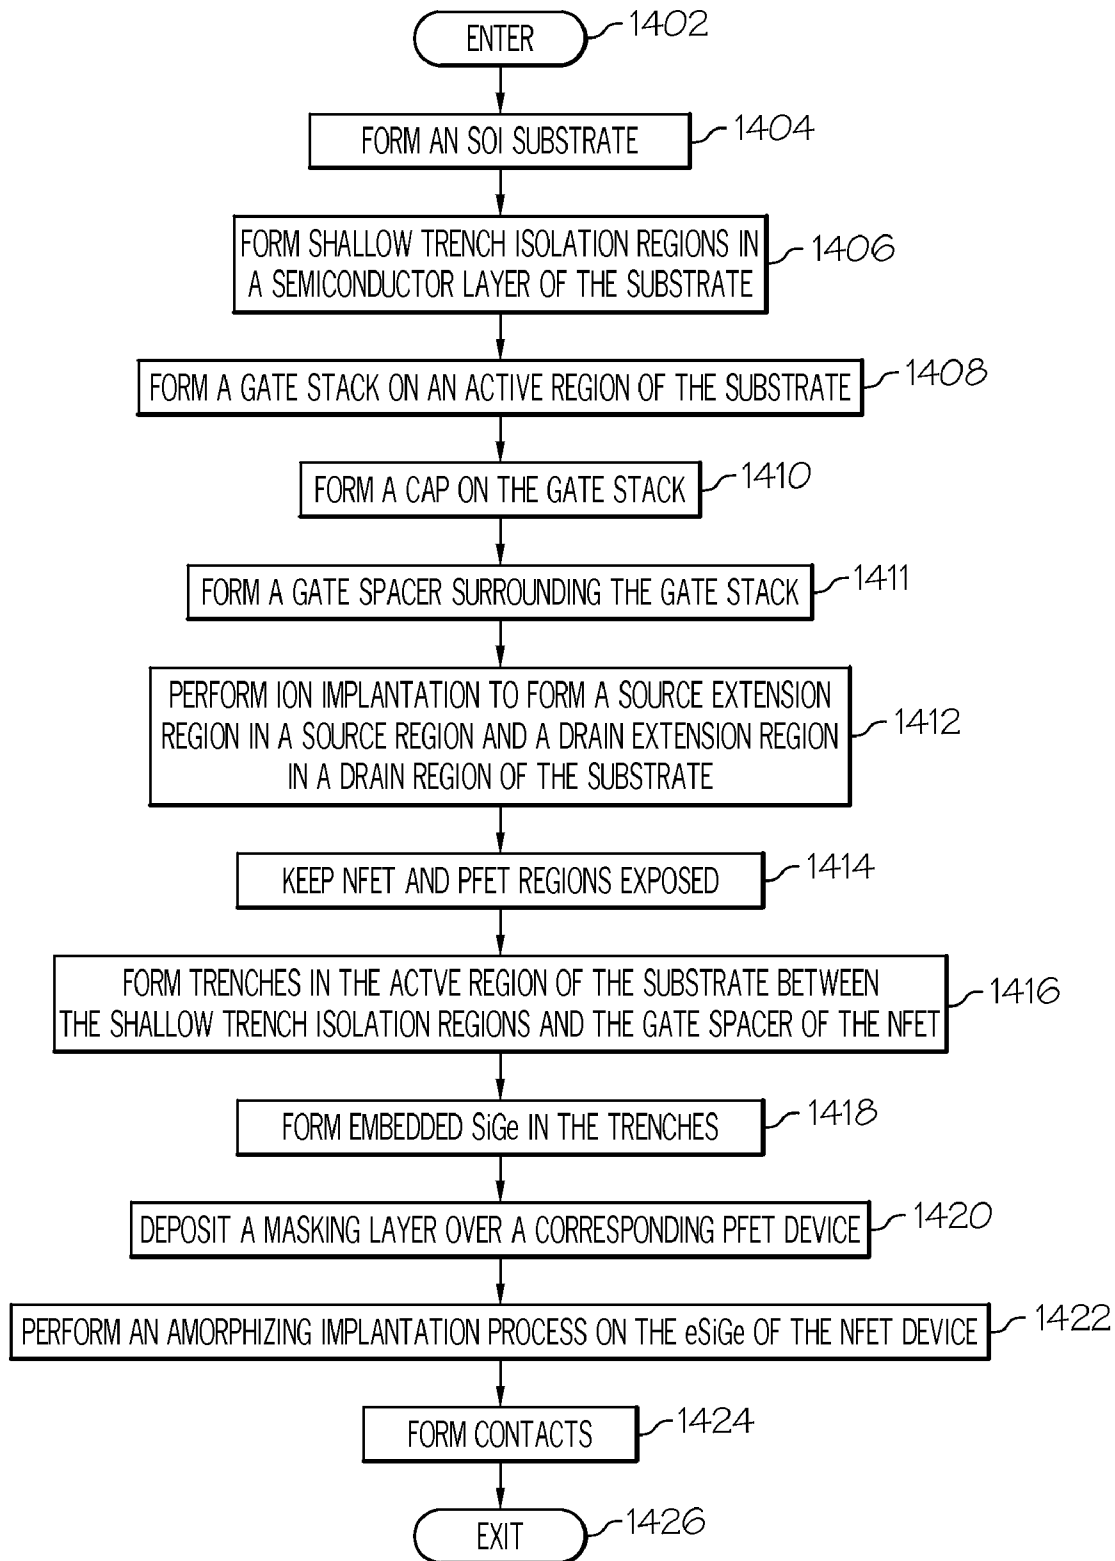 ENTER
1402
FORM AN SOI SUBSTRATE
1404
FORM SHALLOW TRENCH ISOLATION REGIONS IN
A SEMICONDUCTOR LAYER OF THE SUBSTRATE
1406
FORM A GATE STACK ON AN ACTIVE REGION OF THE SUBSTRATE
1408
FORM A CAP ON THE GATE STACK
1410
FORM A GATE SPACER SURROUNDING THE GATE STACK
1411
PERFORM ION IMPLANTATION TO FORM A SOURCE EXTENSION
REGION IN A SOURCE REGION AND A DRAIN EXTENSION REGION
IN A DRAIN REGION OF THE SUBSTRATE
1412
KEEP NFET AND PFET REGIONS EXPOSED
1414
FORM TRENCHES IN THE ACTVE REGION OF THE SUBSTRATE BETWEEN
THE SHALLOW TRENCH ISOLATION REGIONS AND THE GATE SPACER OF THE NFET
1416
FORM EMBEDDED SiGe IN THE TRENCHES
1418
DEPOSIT A MASKING LAYER OVER A CORRESPONDING PFET DEVICE
1420
PERFORM AN AMORPHIZING IMPLANTATION PROCESS ON THE eSiGe OF THE NFET DEVICE
1422
FORM CONTACTS
1424
EXIT
1426